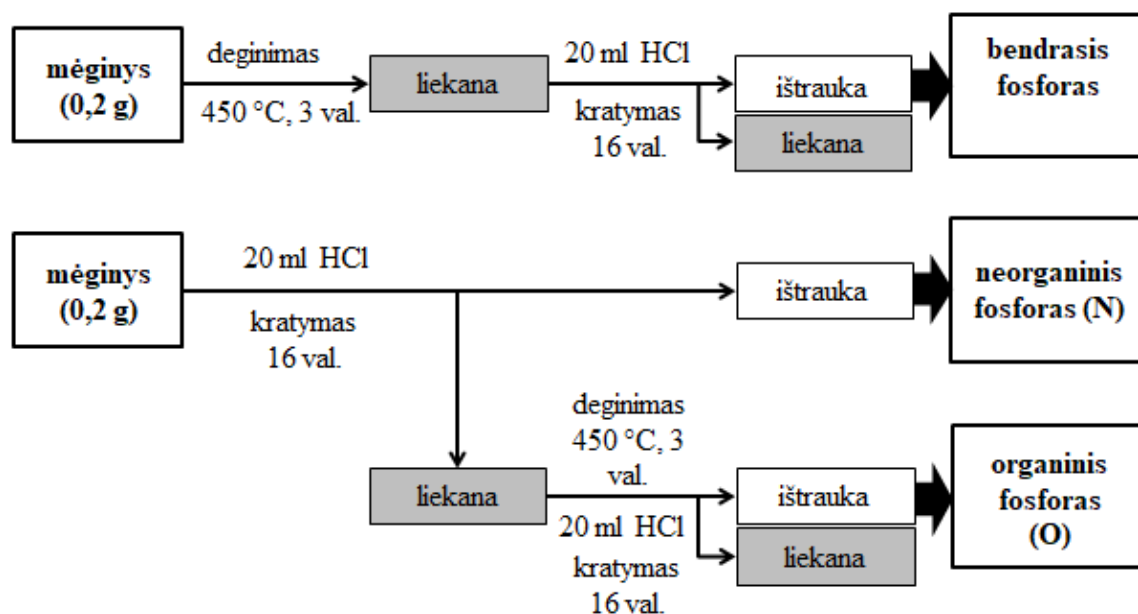 mėginys
(0,2 g)
deginimas
450 °C, 3 val.
liekana
20 ml HCl
kratymas
16 val.
ištrauka
liekana
bendrasis
fosforas
mėginys
(0,2 g)
20 ml HCl
kratymas
16 val.
ištrauka
neorganinis
fosforas (N)
liekana
deginimas
450 °C, 3
val.
20 ml HCl
kratymas
16 val.
ištrauka
liekana
organinis
fosforas
(O)